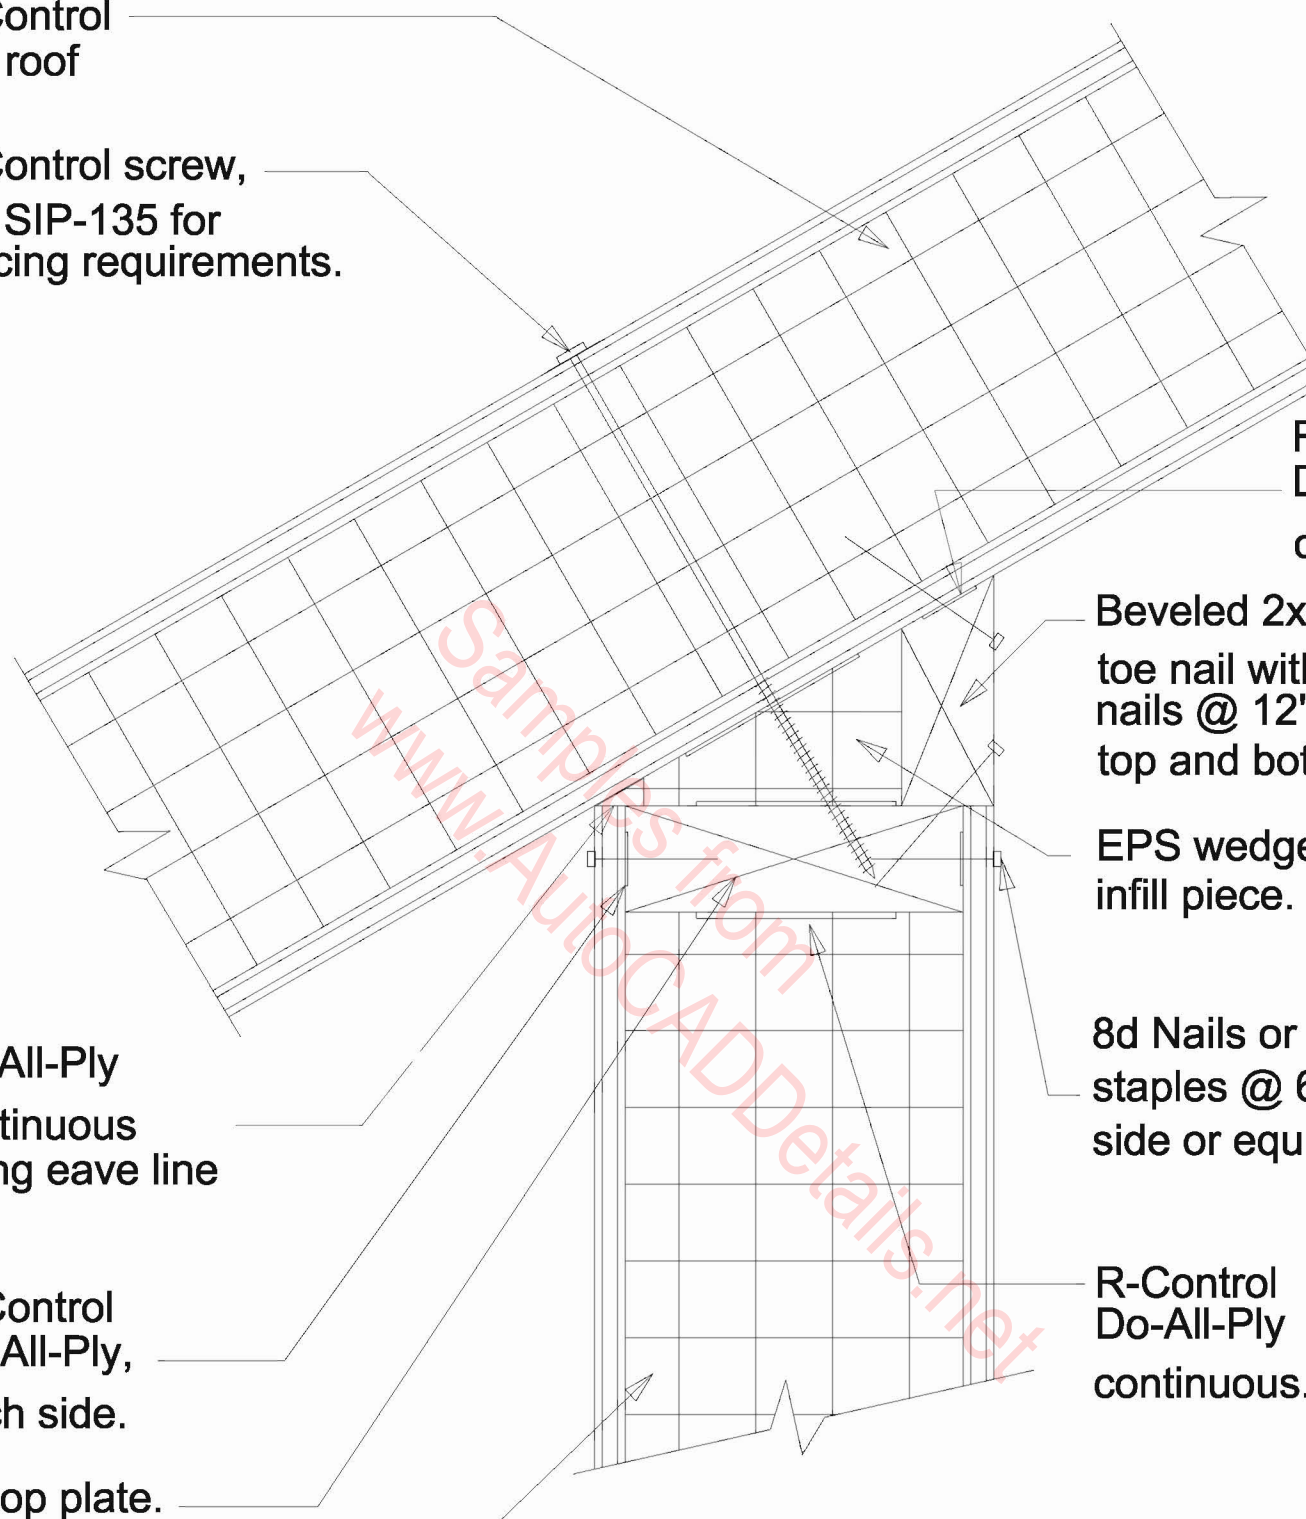 Control
roof
Control screw,
SIP-135 for
cing requirements.
Beveled 2x
toe nail with
nails @ 12"
top and bot
EPS wedge
infill piece.
8d Nails or
staples @ 6
side or equ
R-Control
Do-All-Ply
continuous.
All-Ply
tinuous
ng eave line
Control
All-Ply,
ch side.
op plate.
Samples from
www.AutoCADDetails.net